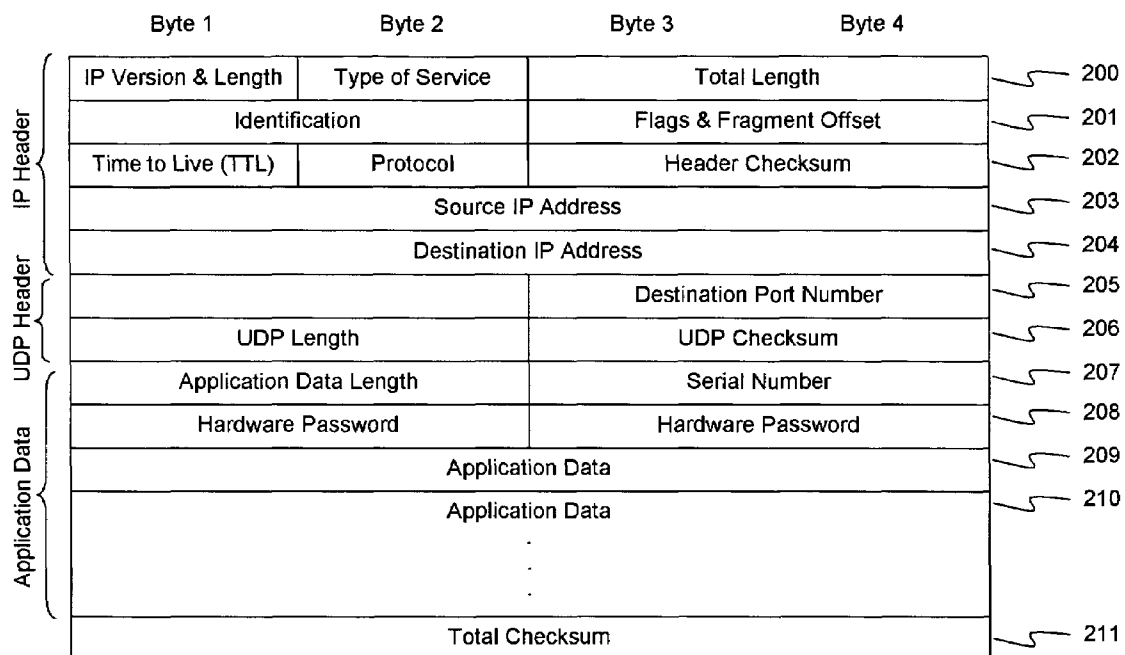 Byte 1 Byte 2 Byte 3 Byte 4
IP Header
IP Version & Length Type of Service Total Length 200
Identification Flags & Fragment Offset 201
Time to Live (TTL) Protocol Header Checksum 202
Source IP Address 203
Destination IP Address 204
UDP Header
Destination Port Number 205
UDP Length UDP Checksum 206
Application Data
Application Data Length Serial Number 207
Hardware Password Hardware Password 208
Application Data 209
Application Data 210
.
.
.
Total Checksum 211